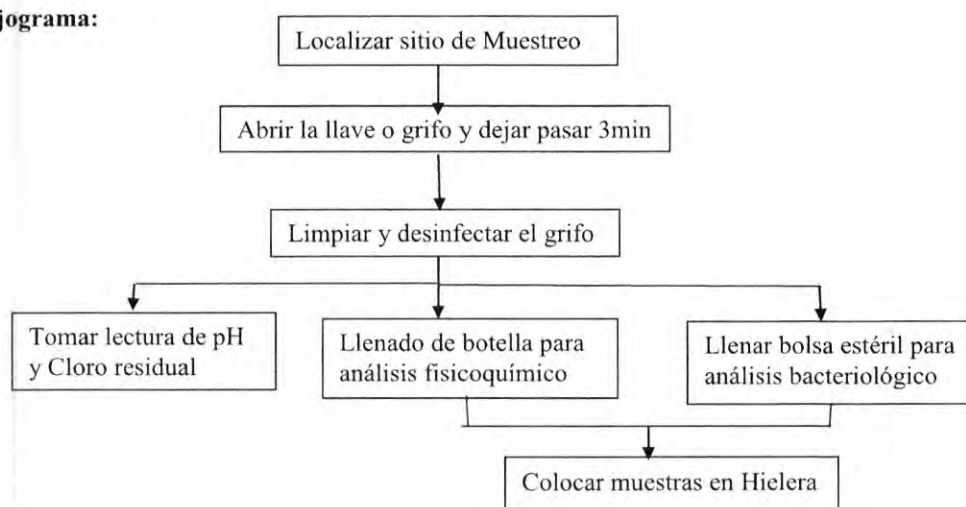 jograma:
Localizar sitio de Muestreo
Abrir la llave o grifo y dejar pasar 3min
Limpiar y desinfectar el grifo
Tomar lectura de pH
y Cloro residual
Llenado de botella para
análisis fisicoquímico
Llenar bolsa estéril para
análisis bacteriológico
Colocar muestras en Hielera